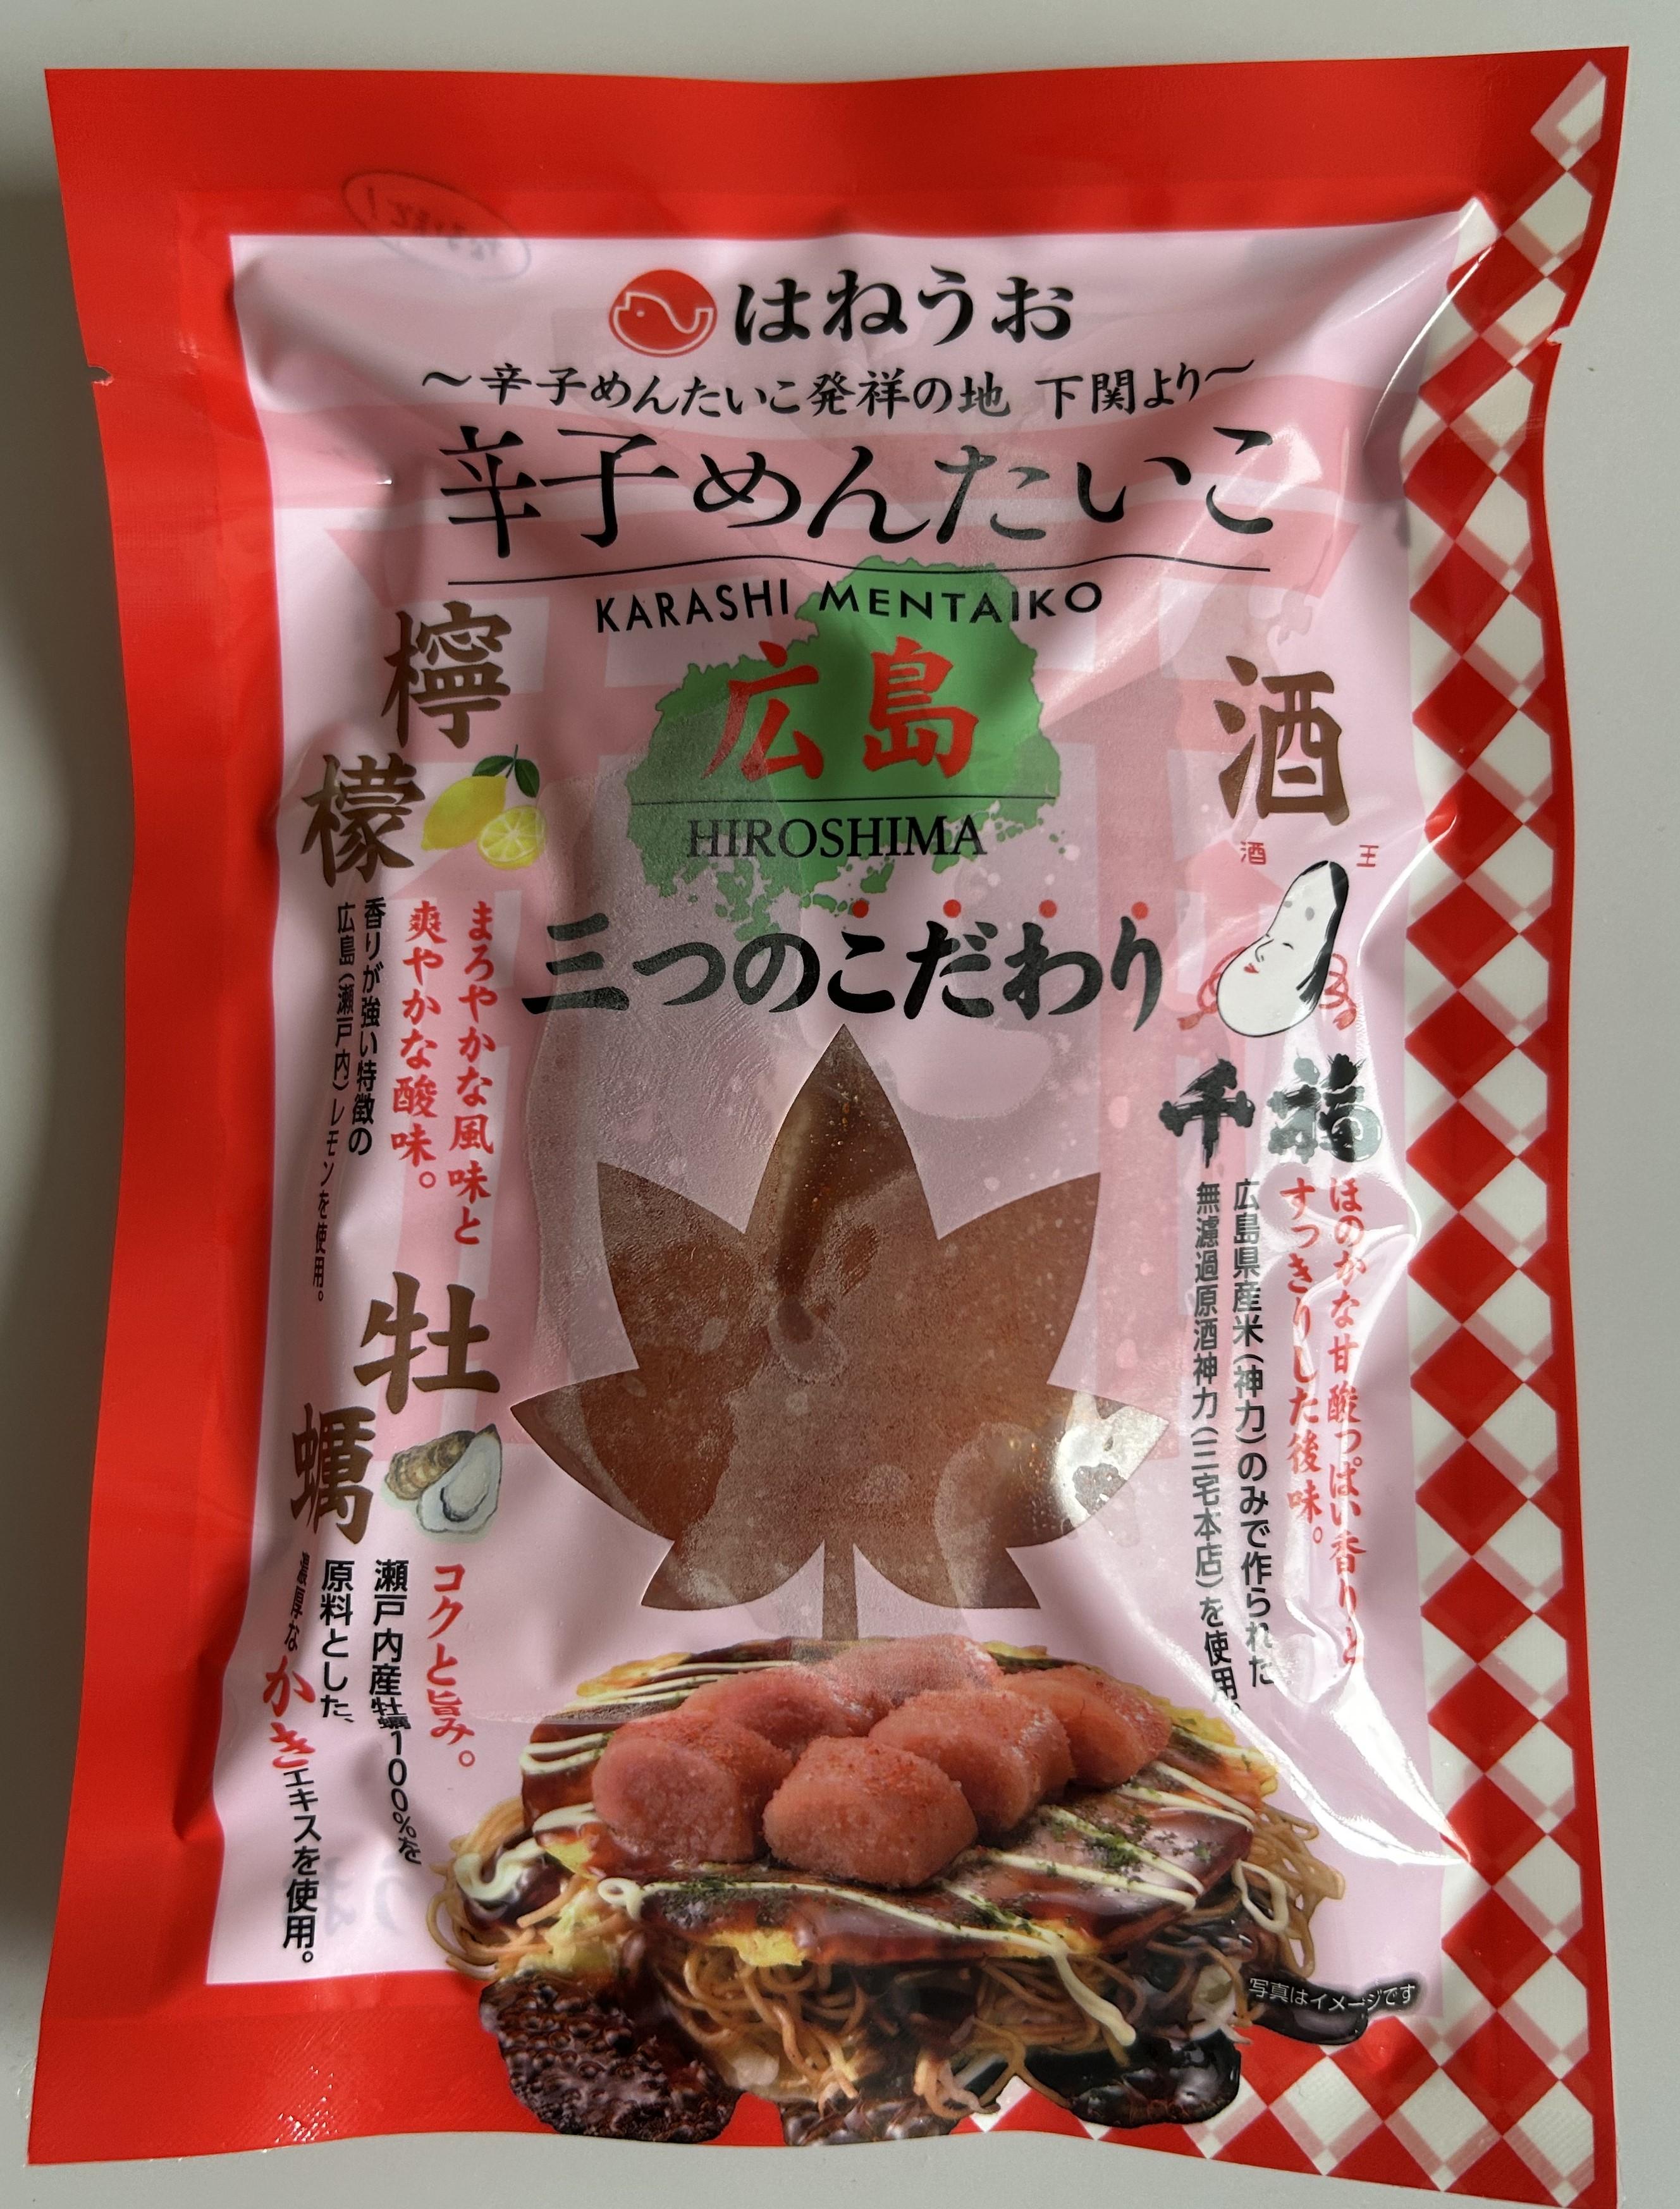 はねうお
～辛子めんたいこ発祥の地 下関より～
辛子めんたいこ
KARASHI MENTAIKO
広島
HIROSHIMA
三つのこだわり
酒
酒 王
千福
ほのかな甘酸っぱい香りと
すっきりした後味。
広島県産米(神力)のみで作られた
無濾過原酒神力(三宅本店)を使用。
檸檬
まろやかな風味と
爽やかな酸味。
香りが強い特徴の
広島(瀬戸内)レモンを使用。
牡蠣
コクと旨み。
瀬戸内産牡蠣100%を
原料とした、
濃厚なかきエキスを使用。
写真はイメージです